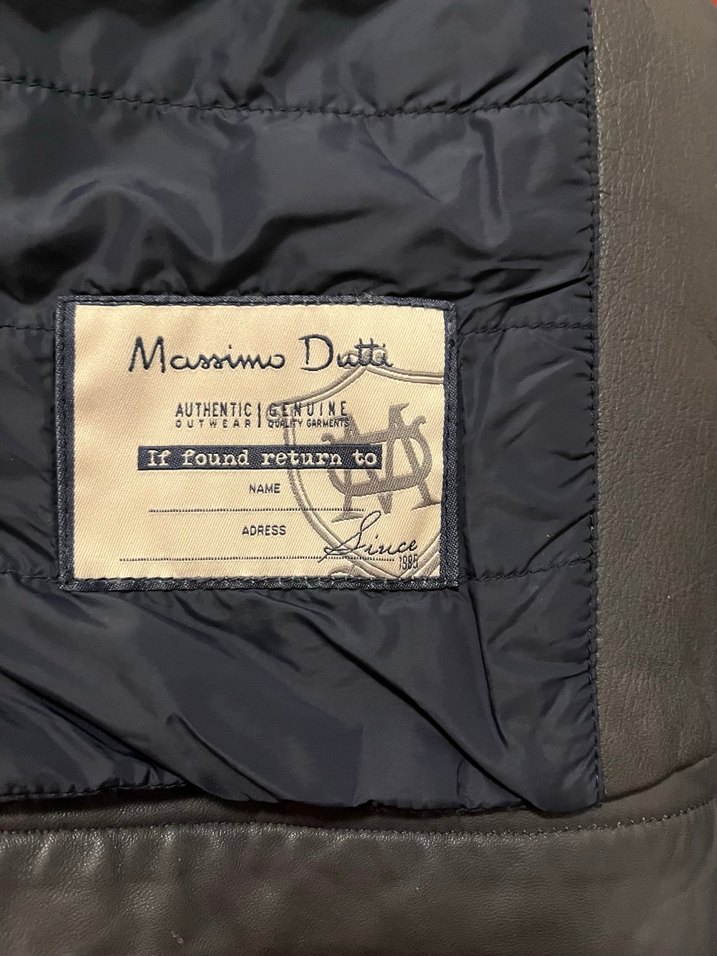 Massimo Dutti
AUTHENTIC | GENUINE
OUTWEAR | QUALITY GARMENTS
If found return to
NAME
ADRESS
Since
1985